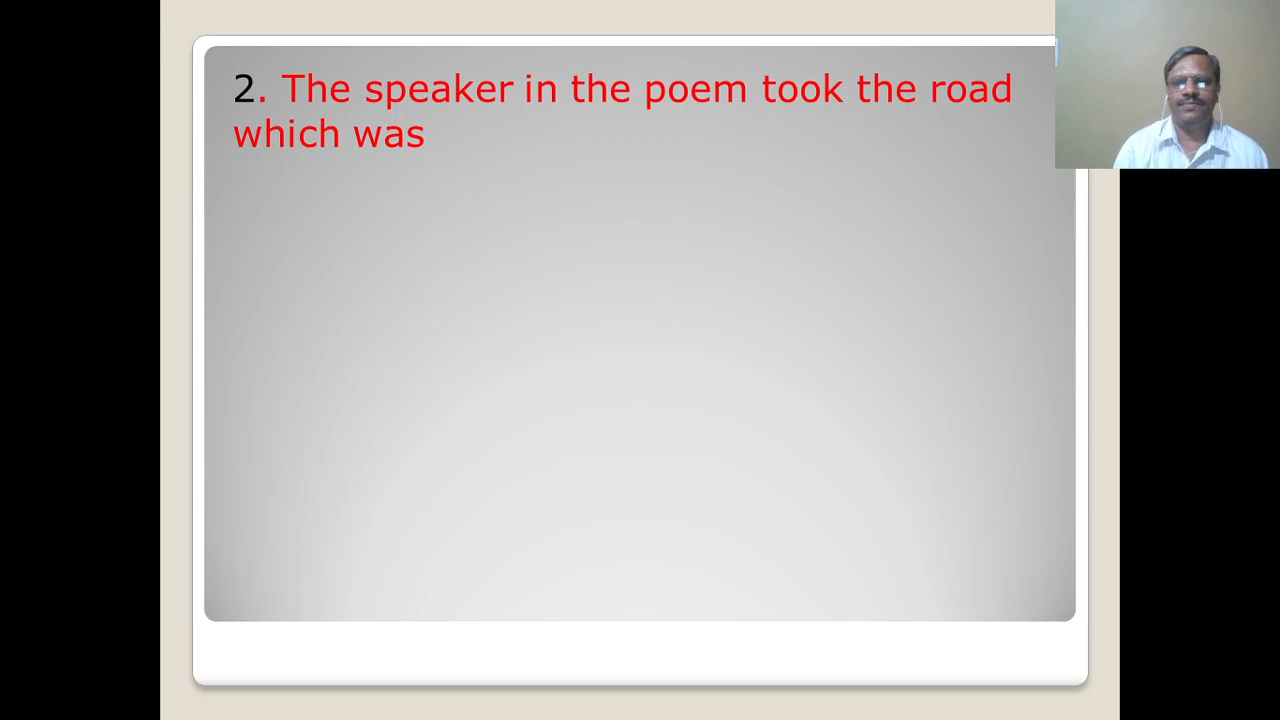 2. The speaker in the poem took the road
which was